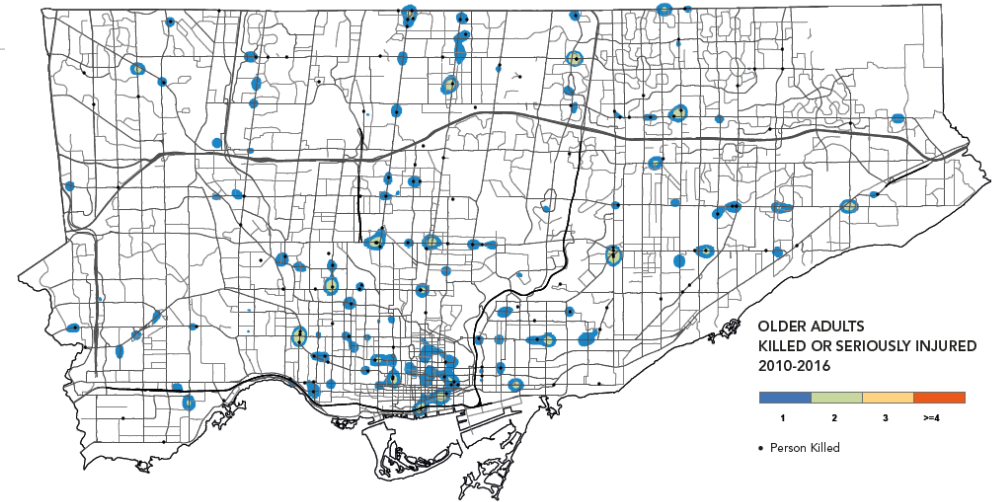 OLDER ADULTS
KILLED OR SERIOUSLY INJURED
2010-2016
1 2 3 >=4
• Person Killed